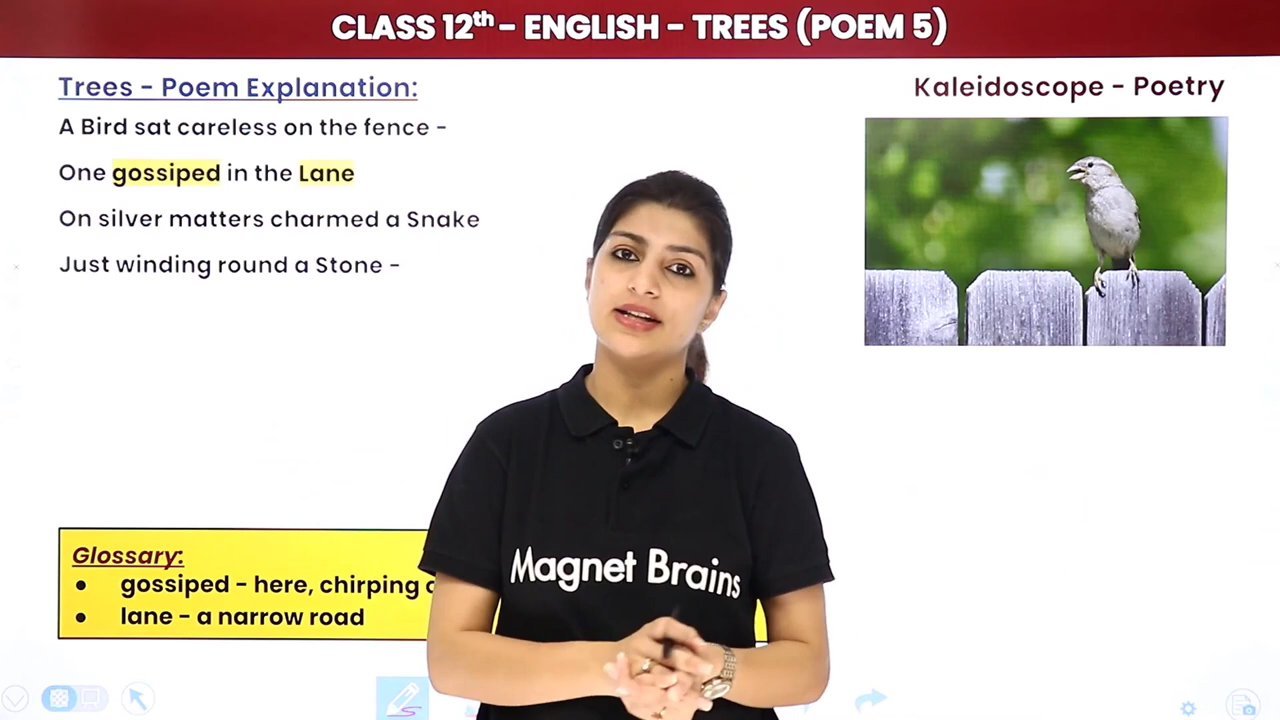 CLASS 12th – ENGLISH – TREES (POEM 5)
Trees – Poem Explanation:
Kaleidoscope – Poetry
A Bird sat careless on the fence –
One gossiped in the Lane
On silver matters charmed a Snake
Just winding round a Stone –
Glossary:
• gossiped – here, chirping
• lane – a narrow road
Magnet Brains